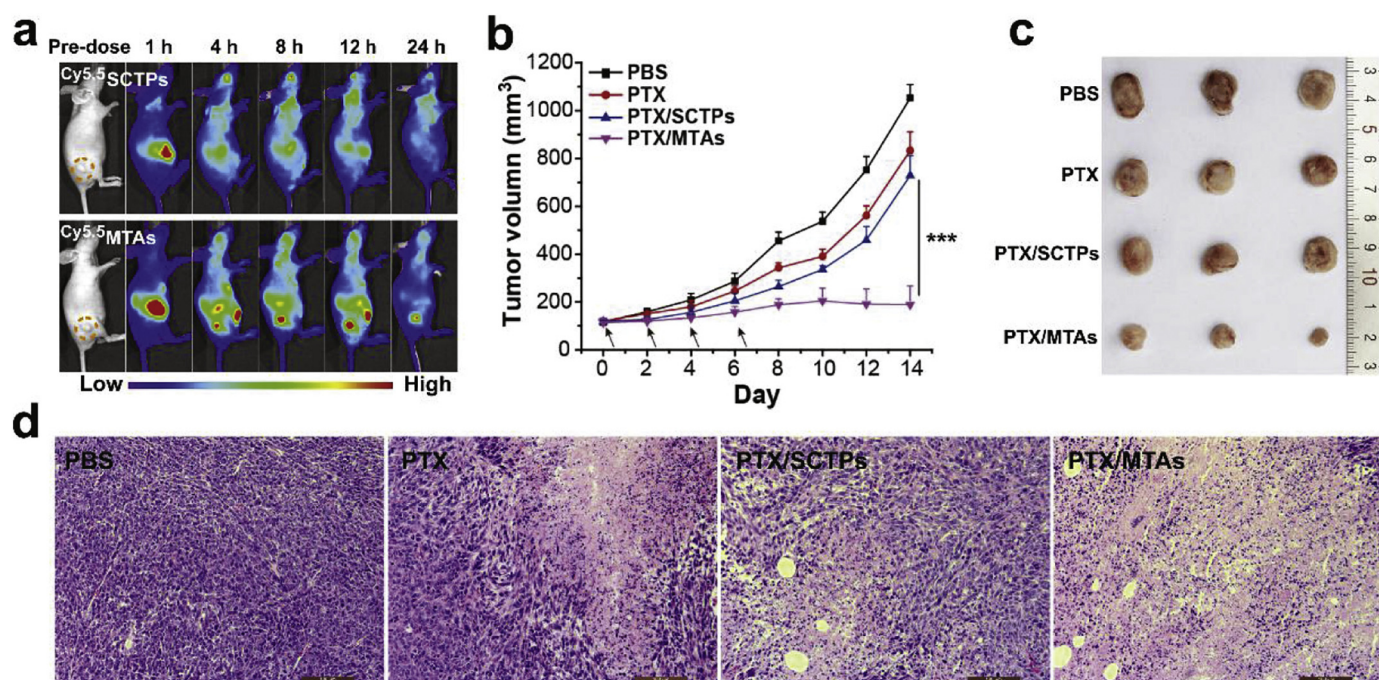 a
Pre-dose 1 h 4 h 8 h 12 h 24 h
Cy5.5SCTPs
Cy5.5MTAs
Low High
b
Tumor volumn (mm3)
1200
1000
800
600
400
200
0
PBS
PTX
PTX/SCTPs
PTX/MTAs
***
0 2 4 6 8 10 12 14
Day
c
PBS
PTX
PTX/SCTPs
PTX/MTAs
3
4
5
6
7
8
9
10
1
2
3
d
PBS
PTX
PTX/SCTPs
PTX/MTAs